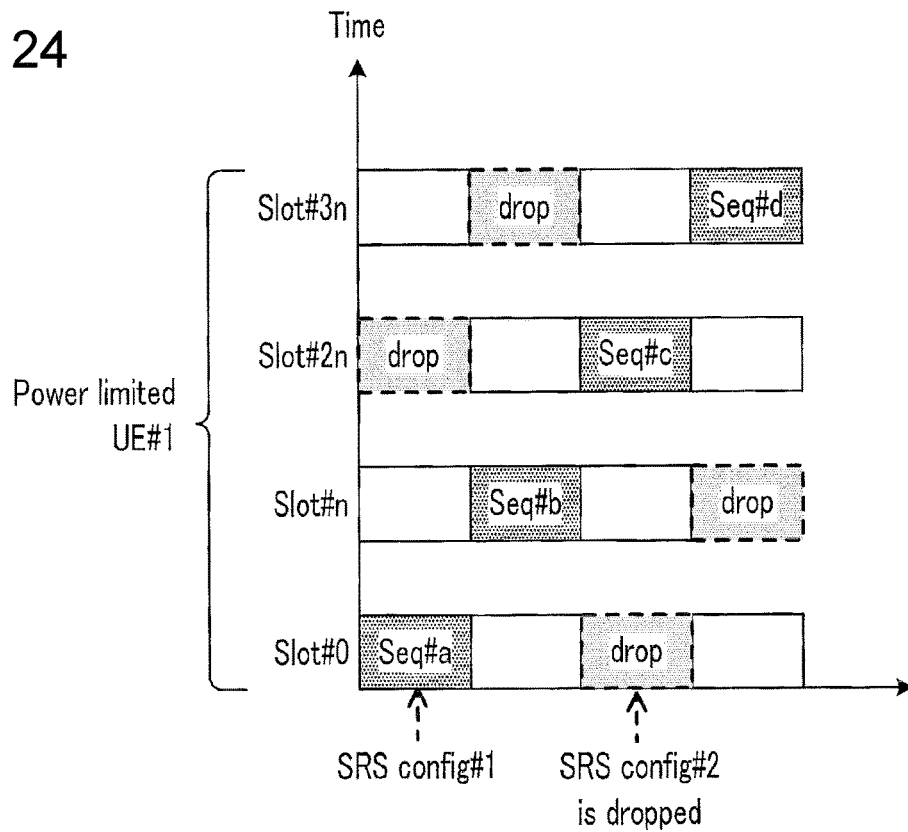 24
Time
Slot#3n
drop
Seq#d
Slot#2n
drop
Seq#c
Power limited
UE#1
Slot#n
Seq#b
drop
Slot#0
Seq#a
drop
SRS config#1
SRS config#2
is dropped